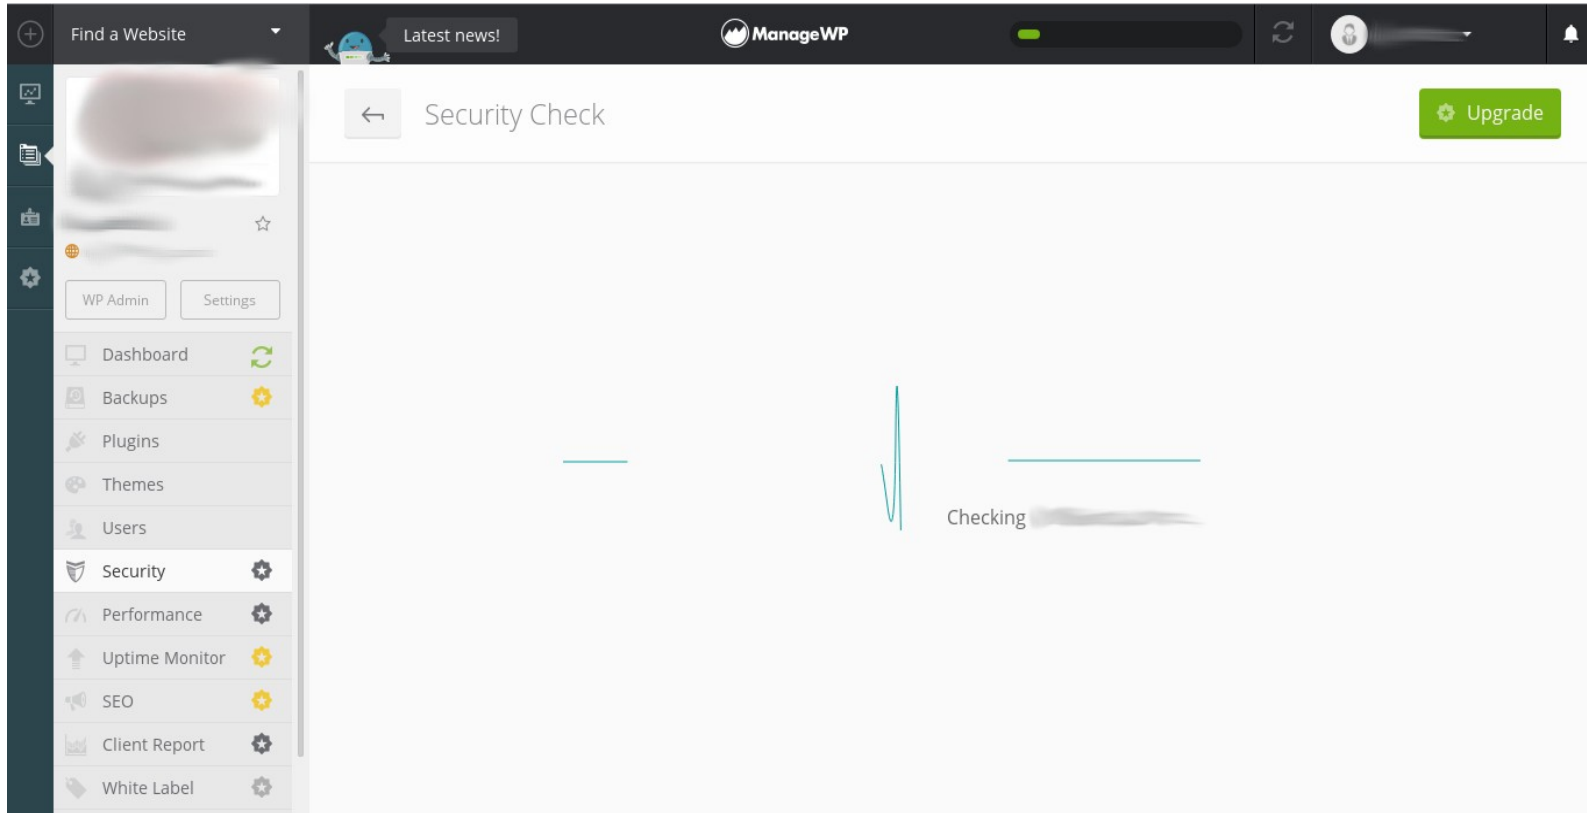 Find a Website
Latest news!
ManageWP
Security Check
Upgrade
WP Admin
Settings
Dashboard
Backups
Plugins
Themes
Users
Security
Performance
Uptime Monitor
SEO
Client Report
White Label
Checking